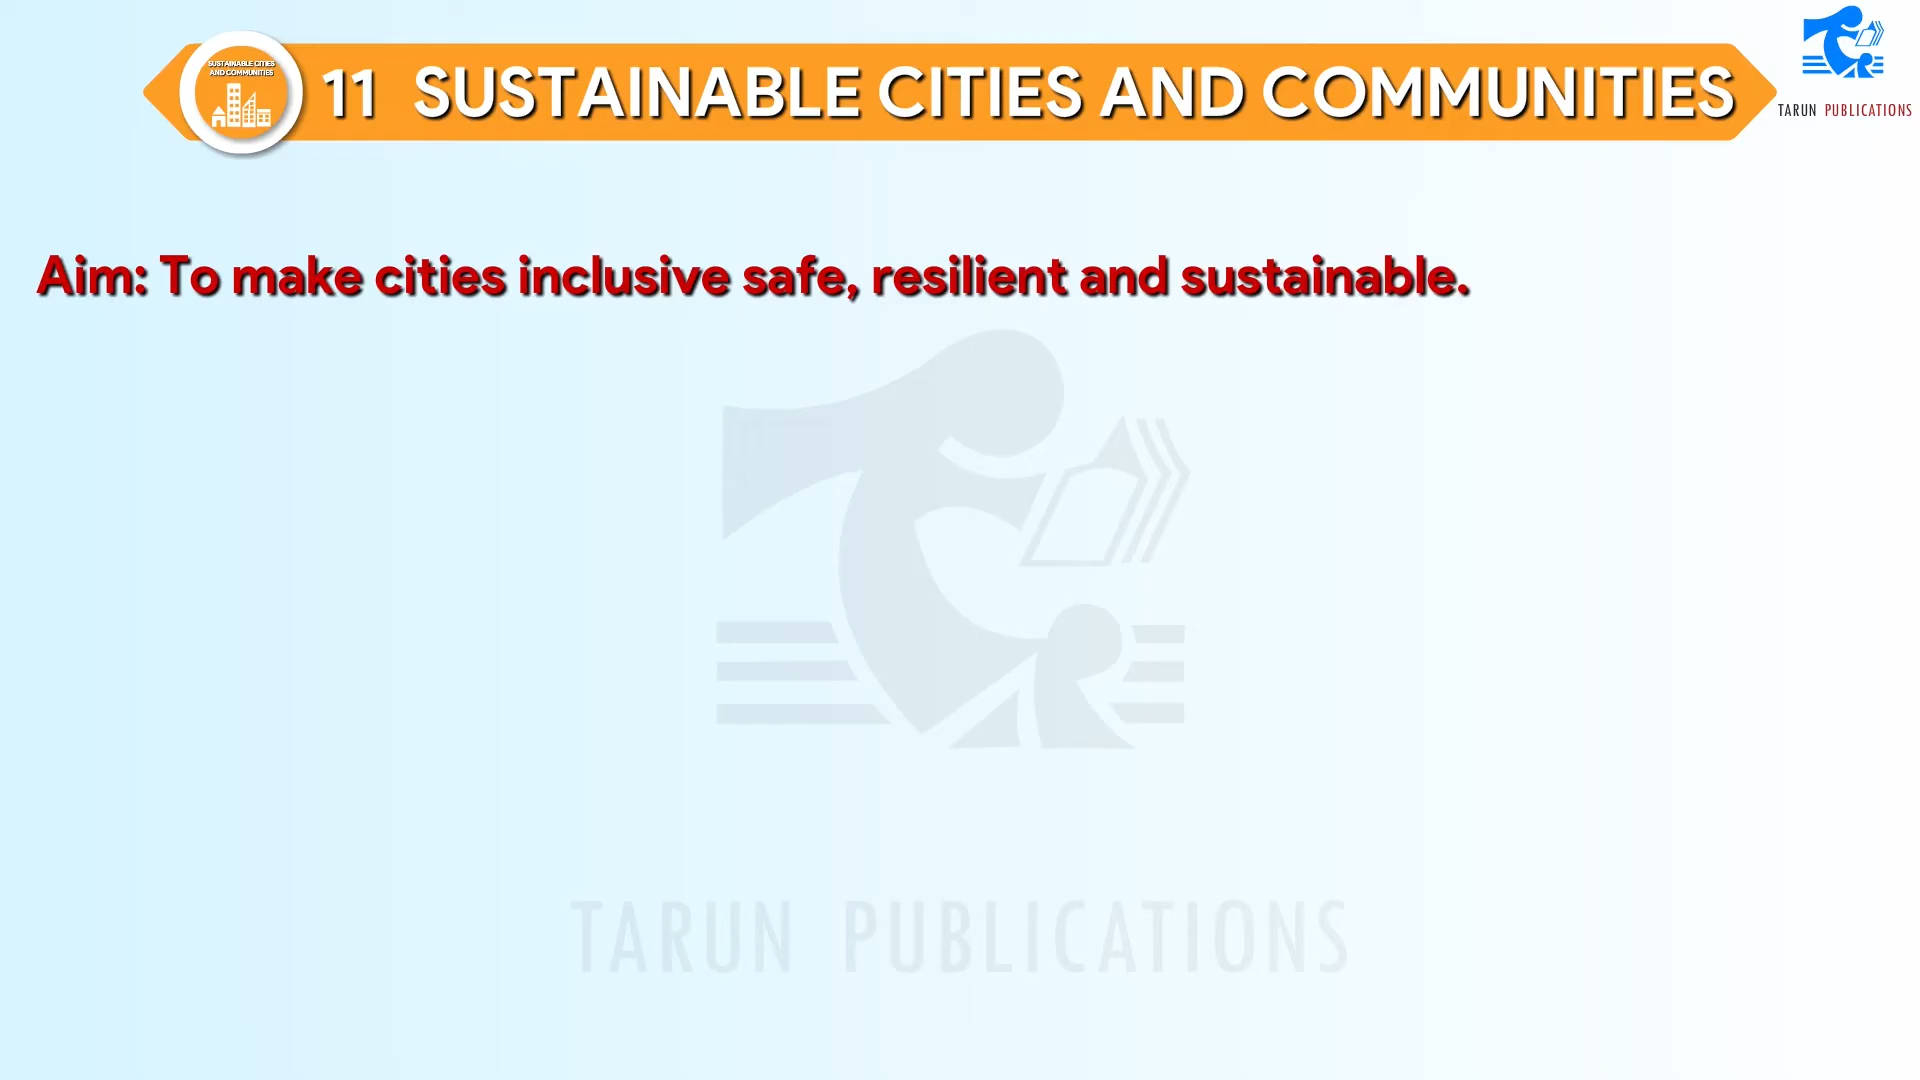 SUSTAINABLE CITIES
AND COMMUNITIES
11 SUSTAINABLE CITIES AND COMMUNITIES
TARUN PUBLICATIONS
Aim: To make cities inclusive safe, resilient and sustainable.
TARUN PUBLICATIONS